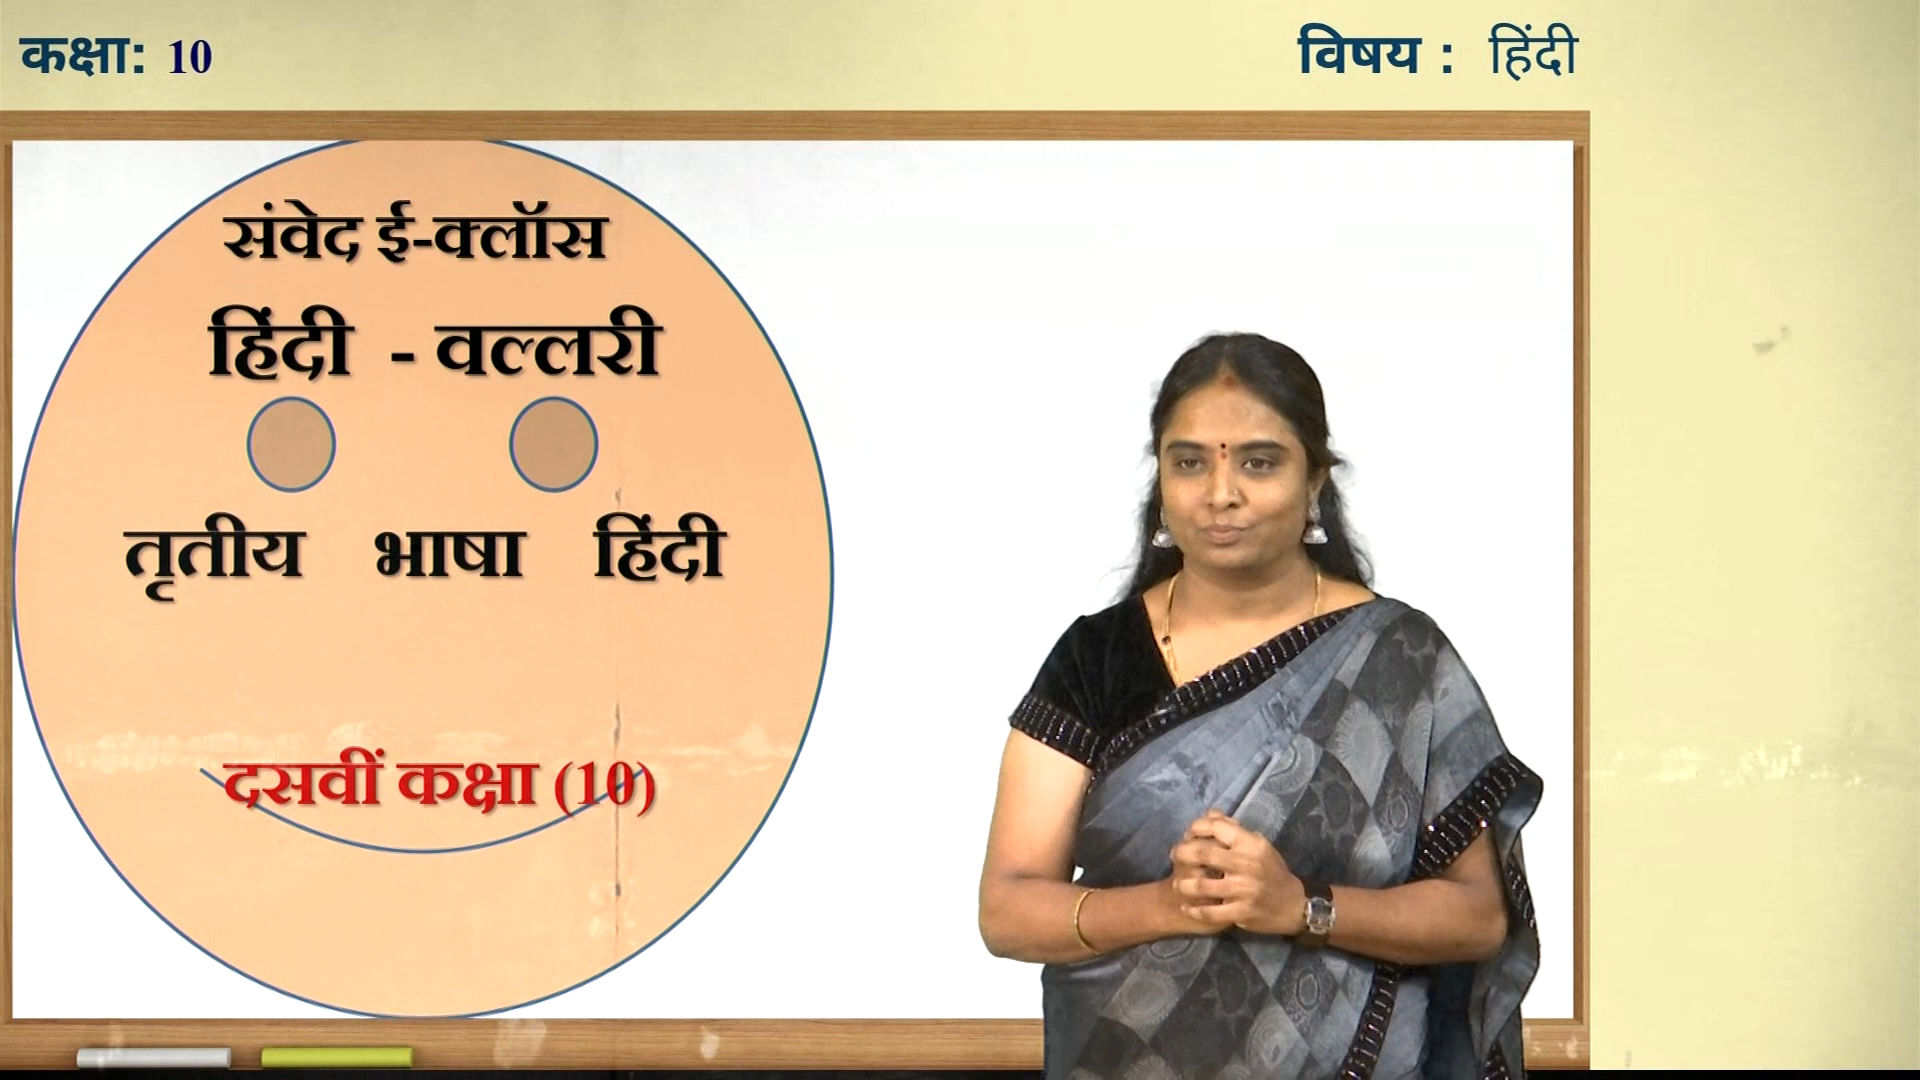 कक्षा: 10
विषय : हिंदी
संवेद ई-क्लॉस
हिंदी - वल्लरी
तृतीय भाषा हिंदी
दसवीं कक्षा (10)